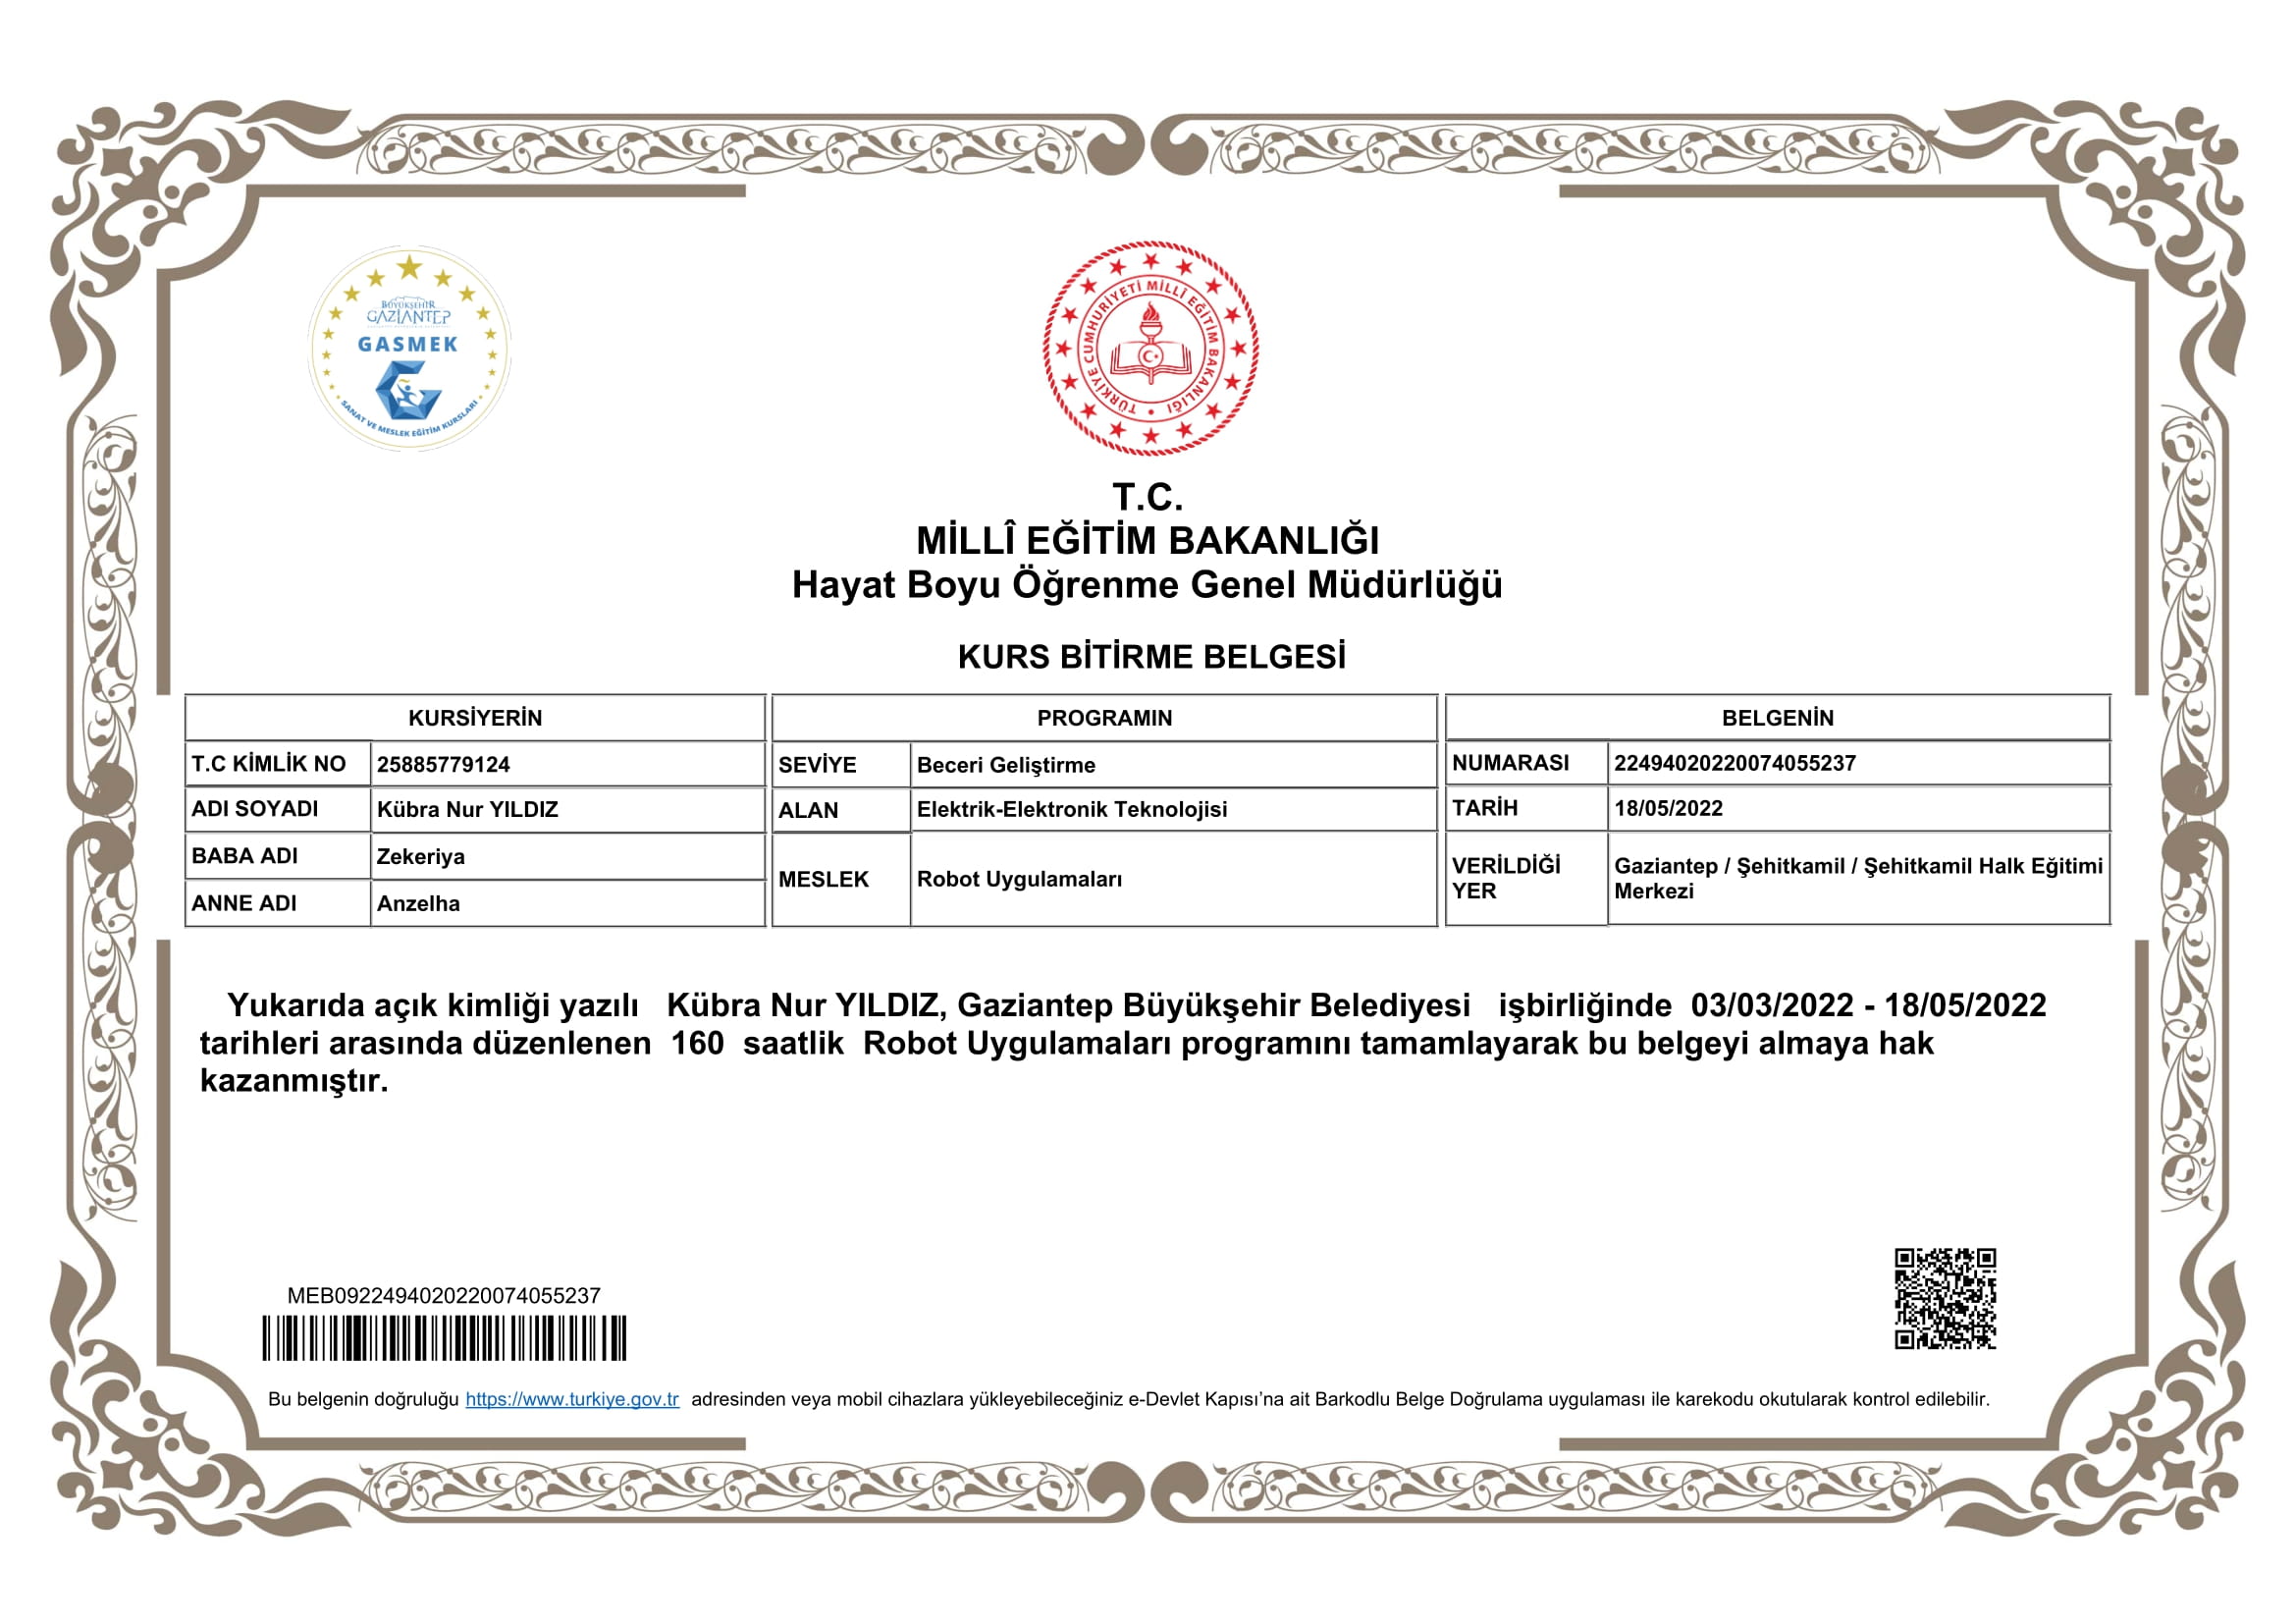 BÜYÜKŞEHİR
GAZİANTEP
GASMEK
SANAT VE MESLEK EĞİTİM KURSLARI
TÜRKİYE CUMHURİYETİ MİLLÎ EĞİTİM BAKANLIĞI
T.C.
MİLLÎ EĞİTİM BAKANLIĞI
Hayat Boyu Öğrenme Genel Müdürlüğü
KURS BİTİRME BELGESİ
KURSİYERİN
T.C KİMLİK NO 25885779124
ADI SOYADI Kübra Nur YILDIZ
BABA ADI Zekeriya
ANNE ADI Anzelha
PROGRAMIN
SEVİYE Beceri Geliştirme
ALAN Elektrik-Elektronik Teknolojisi
MESLEK Robot Uygulamaları
BELGENİN
NUMARASI 22494020220074055237
TARİH 18/05/2022
VERİLDİĞİ YER Gaziantep / Şehitkamil / Şehitkamil Halk Eğitimi
Merkezi
Yukarıda açık kimliği yazılı Kübra Nur YILDIZ, Gaziantep Büyükşehir Belediyesi işbirliğinde 03/03/2022 - 18/05/2022
tarihleri arasında düzenlenen 160 saatlik Robot Uygulamaları programını tamamlayarak bu belgeyi almaya hak
kazanmıştır.
MEB0922494020220074055237
Bu belgenin doğruluğu https://www.turkiye.gov.tr adresinden veya mobil cihazlara yükleyebileceğiniz e-Devlet Kapısı'na ait Barkodlu Belge Doğrulama uygulaması ile karekodu okutularak kontrol edilebilir.